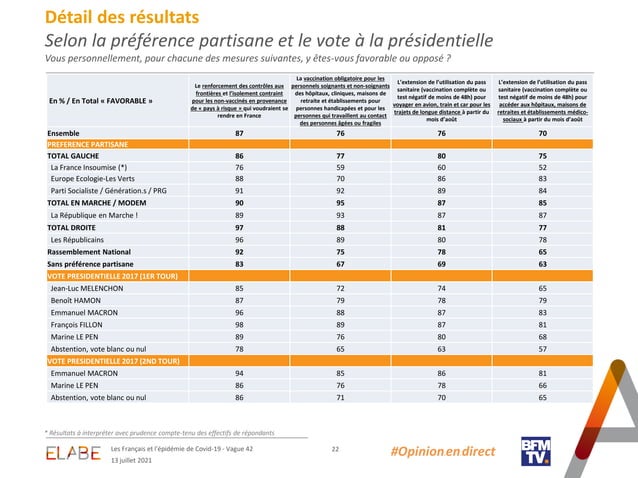 Détail des résultats
Selon la préférence partisane et le vote à la présidentielle
Vous personnellement, pour chacune des mesures suivantes, y êtes-vous favorable ou opposé ?
En % / En Total « FAVORABLE »
Le renforcement des contrôles aux
frontières et l'isolement contraint
pour les non-vaccinés en provenance
de « pays à risque » qui voudraient se
rendre en France
La vaccination obligatoire pour les
personnels soignants et non-soignants
des hôpitaux, cliniques, maisons de
retraite et établissements pour
personnes handicapées et pour les
personnes qui travaillent au contact
des personnes âgées ou fragiles
L'extension de l'utilisation du pass
sanitaire (vaccination complète ou
test négatif de moins de 48h) pour
voyager en avion, train et car pour les
trajets de longue distance à partir du
mois d'août
L'extension de l'utilisation du pass
sanitaire (vaccination complète ou
test négatif de moins de 48h) pour
accéder aux hôpitaux, maisons de
retraites et établissements médico-
sociaux à partir du mois d'août
Ensemble 87 76 76 70
PREFERENCE PARTISANE
TOTAL GAUCHE 86 77 80 75
La France Insoumise (*) 76 59 60 52
Europe Ecologie-Les Verts 88 70 86 83
Parti Socialiste / Génération.s / PRG 91 92 89 84
TOTAL EN MARCHE / MODEM 90 95 87 85
La République en Marche ! 89 93 87 87
TOTAL DROITE 97 88 81 77
Les Républicains 96 89 80 78
Rassemblement National 92 75 78 65
Sans préférence partisane 83 67 69 63
VOTE PRESIDENTIELLE 2017 (1ER TOUR)
Jean-Luc MELENCHON 85 72 74 65
Benoît HAMON 87 79 78 79
Emmanuel MACRON 96 88 87 83
François FILLON 98 89 87 81
Marine LE PEN 89 76 80 68
Abstention, vote blanc ou nul 78 65 63 57
VOTE PRESIDENTIELLE 2017 (2ND TOUR)
Emmanuel MACRON 94 85 86 81
Marine LE PEN 86 76 78 66
Abstention, vote blanc ou nul 86 71 70 65
* Résultats à interpréter avec prudence compte-tenu des effectifs de répondants
ELABE
Les Français et l'épidémie de Covid-19 - Vague 42
13 juillet 2021
22
#Opinion en direct
BFM
TV.